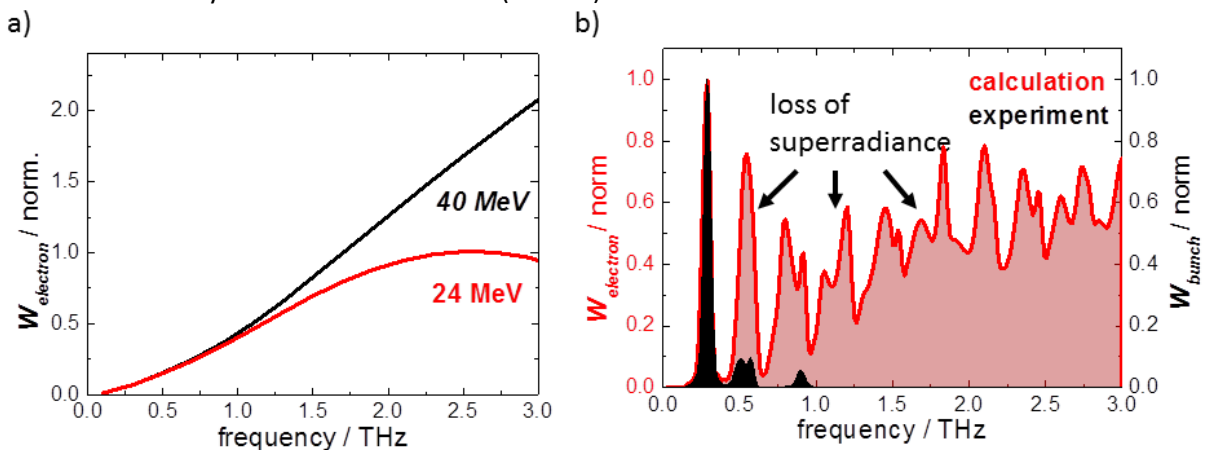 a)
W electron / norm.
2.0
1.5
1.0
0.5
0.0
40 MeV
24 MeV
0.0 0.5 1.0 1.5 2.0 2.5 3.0
frequency / THz
b)
W electron / norm
1.0
0.8
0.6
0.4
0.2
0.0
loss of
superradiance
calculation
experiment
1.0
0.8
0.6
0.4
0.2
0.0
W bunch / norm
0.0 0.5 1.0 1.5 2.0 2.5 3.0
frequency / THz